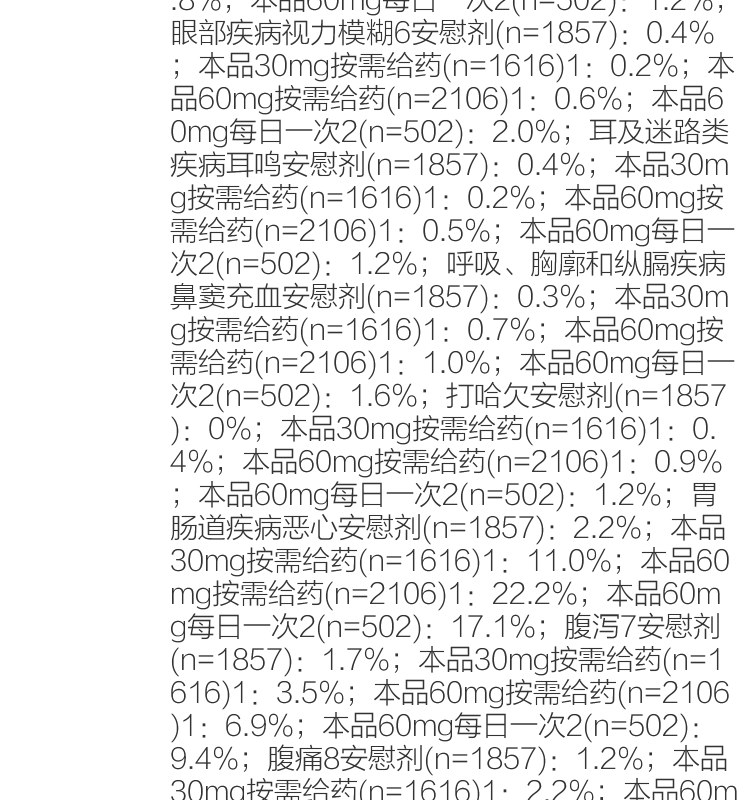 .8%；本品60mg每日一次2(n=502)：1.2%；
眼部疾病视力模糊6安慰剂(n=1857)：0.4%
；本品30mg按需给药(n=1616)1：0.2%；本
品60mg按需给药(n=2106)1：0.6%；本品6
0mg每日一次2(n=502)：2.0%；耳及迷路类
疾病耳鸣安慰剂(n=1857)：0.4%；本品30m
g按需给药(n=1616)1：0.2%；本品60mg按
需给药(n=2106)1：0.5%；本品60mg每日一
次2(n=502)：1.2%；呼吸、胸廓和纵膈疾病
鼻窦充血安慰剂(n=1857)：0.3%；本品30m
g按需给药(n=1616)1：0.7%；本品60mg按
需给药(n=2106)1：1.0%；本品60mg每日一
次2(n=502)：1.6%；打哈欠安慰剂(n=1857
)：0%；本品30mg按需给药(n=1616)1：0.
4%；本品60mg按需给药(n=2106)1：0.9%
；本品60mg每日一次2(n=502)：1.2%；胃
肠道疾病恶心安慰剂(n=1857)：2.2%；本品
30mg按需给药(n=1616)1：11.0%；本品60
mg按需给药(n=2106)1：22.2%；本品60m
g每日一次2(n=502)：17.1%；腹泻7安慰剂
(n=1857)：1.7%；本品30mg按需给药(n=1
616)1：3.5%；本品60mg按需给药(n=2106
)1：6.9%；本品60mg每日一次2(n=502)：
9.4%；腹痛8安慰剂(n=1857)：1.2%；本品
30mg按需给药(n=1616)1：2.2%；本品60m